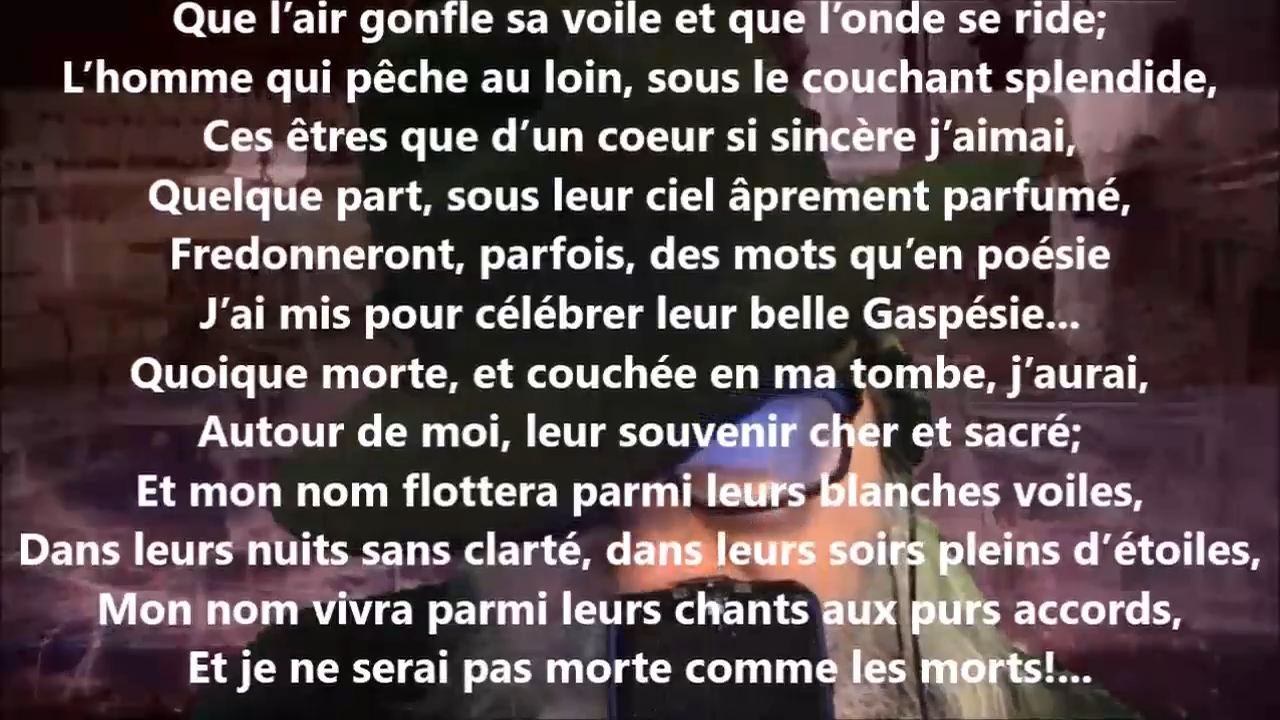 Que l’air gonfle sa voile et que l’onde se ride;
L’homme qui pêche au loin, sous le couchant splendide,
Ces êtres que d’un coeur si sincère j’aimai,
Quelque part, sous leur ciel âprement parfumé,
Fredonneront, parfois, des mots qu’en poésie
J’ai mis pour célébrer leur belle Gaspésie...
Quoique morte, et couchée en ma tombe, j’aurai,
Autour de moi, leur souvenir cher et sacré;
Et mon nom flottera parmi leurs blanches voiles,
Dans leurs nuits sans clarté, dans leurs soirs pleins d’étoiles,
Mon nom vivra parmi leurs chants aux purs accords,
Et je ne serai pas morte comme les morts!...